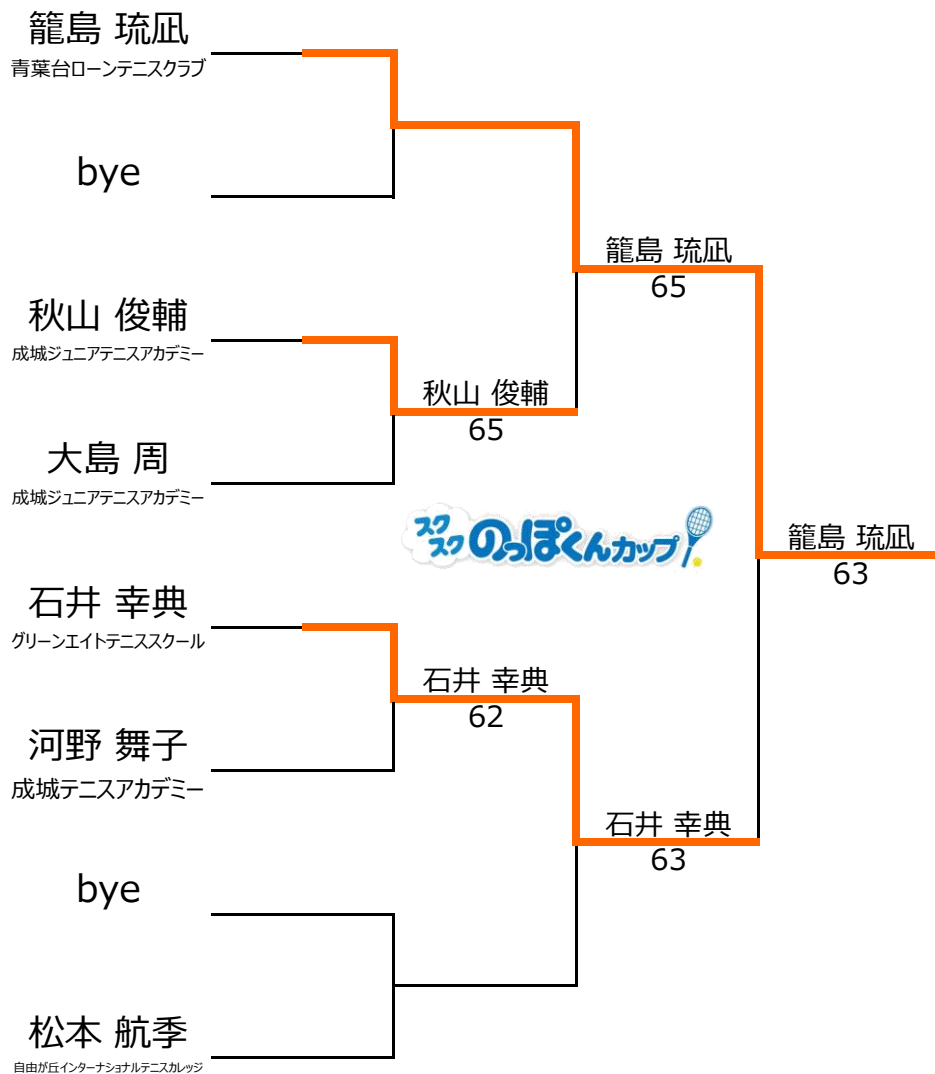 籠島 琉凪
青葉台ローンテニスクラブ
bye
籠島 琉凪
65
秋山 俊輔
成城ジュニアテニスアカデミー
秋山 俊輔
65
大島 周
成城ジュニアテニスアカデミー
スクスク のっぽくんカップ
籠島 琉凪
63
石井 幸典
グリーンエイトテニススクール
石井 幸典
62
河野 舞子
成城テニスアカデミー
石井 幸典
63
bye
松本 航季
自由が丘インターナショナルテニスカレッジ